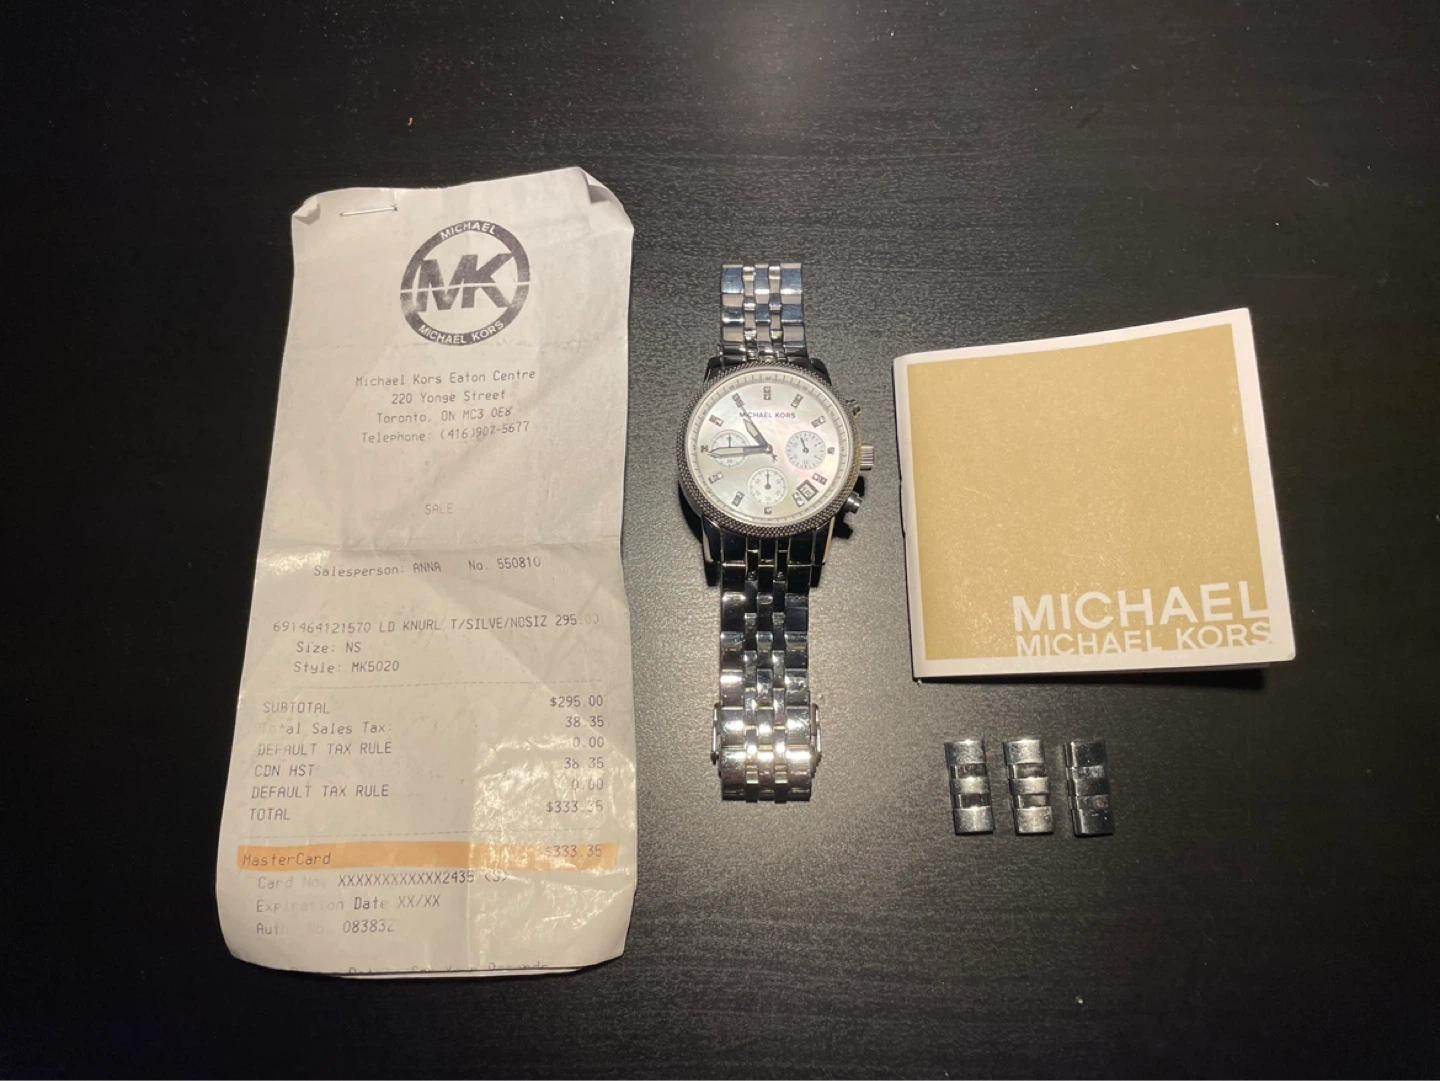 MICHAEL
MK
MICHAEL KORS
Michael Kors Eaton Centre
220 Yonge Street
Toronto, ON MC3 0E8
Telephone: (416)907-5677
SALE
Salesperson: ANNA No. 550810
691464121570 LD KNURL T/SILVE/NOSIZ 295.00
Size: NS
Style: MK5020
SUBTOTAL $295.00
Total Sales Tax: 38.35
DEFAULT TAX RULE 0.00
CDN HST 38.35
DEFAULT TAX RULE 0.00
TOTAL $333.35
MasterCard $333.35
Card No. XXXXXXXXXXXX2435 (S)
Expiration Date XX/XX
Auth. No. 083832
MICHAEL KORS
MICHAEL
MICHAEL KORS